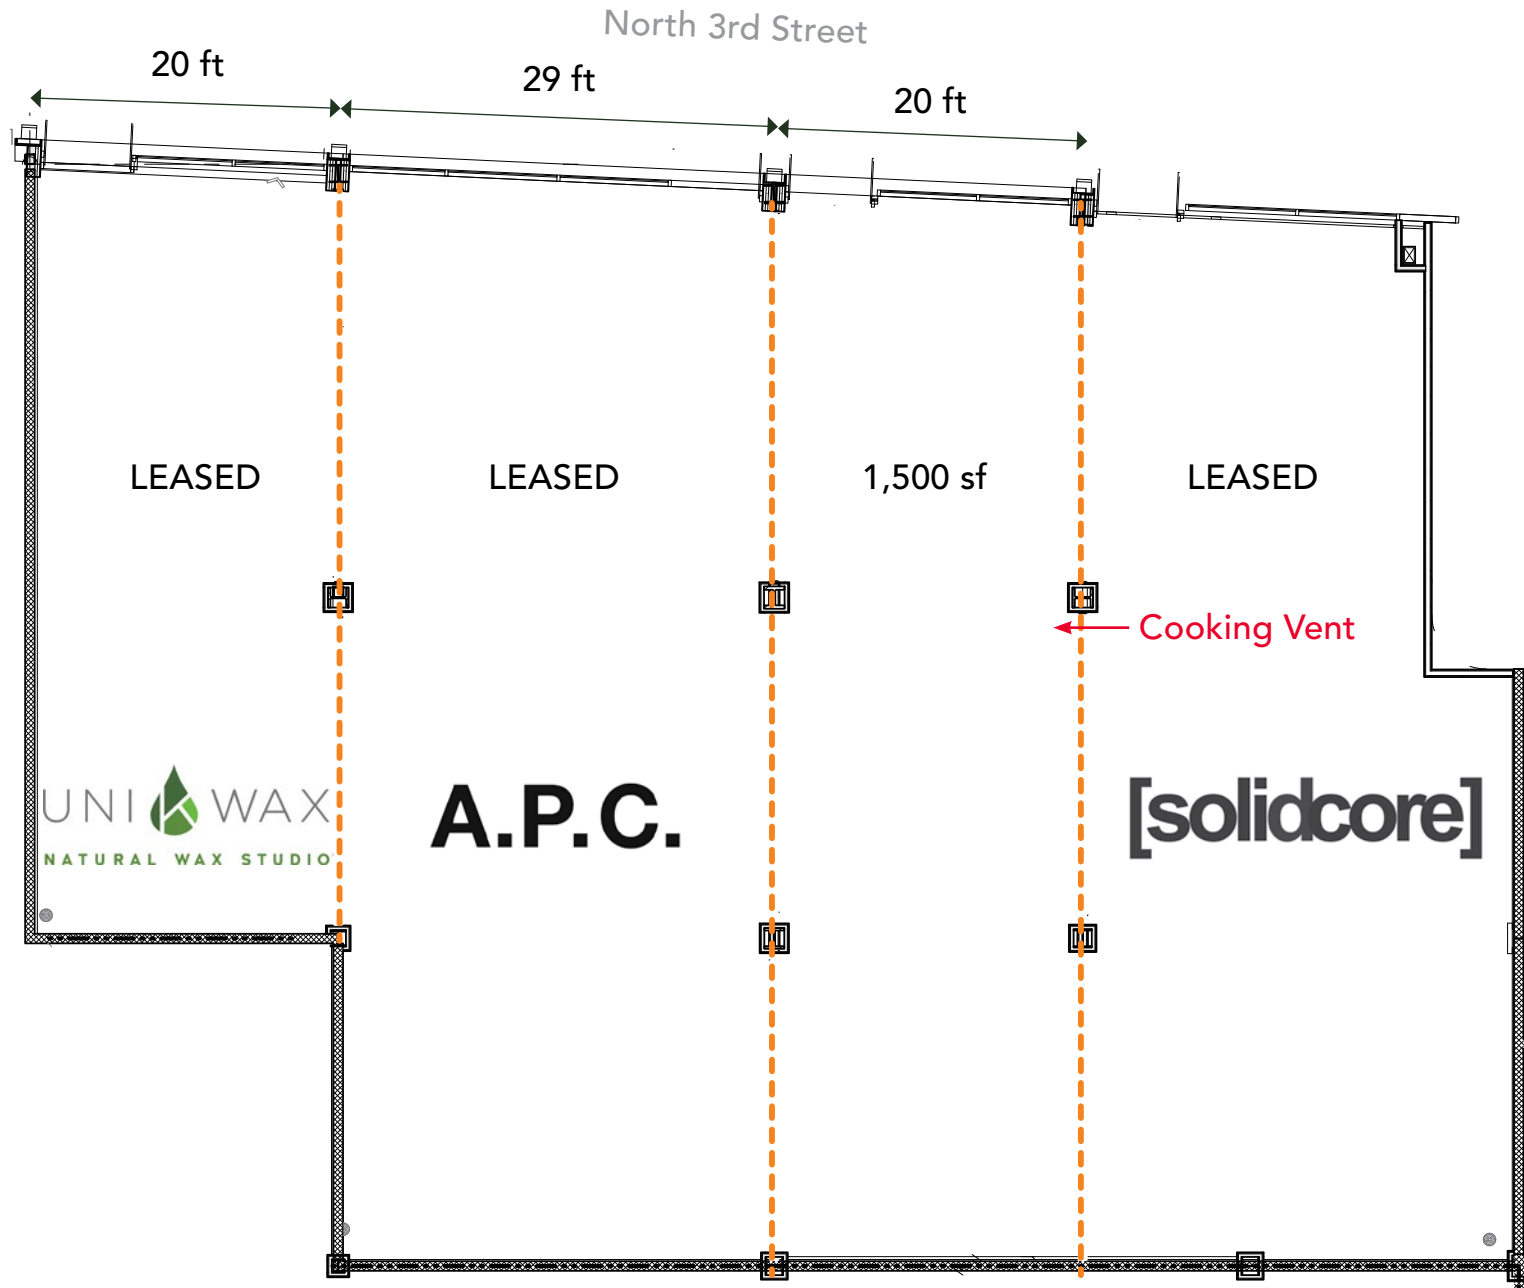 North 3rd Street
20 ft
29 ft
20 ft
LEASED
LEASED
1,500 sf
LEASED
Cooking Vent
UNI K WAX
NATURAL WAX STUDIO
A.P.C.
[solidcore]